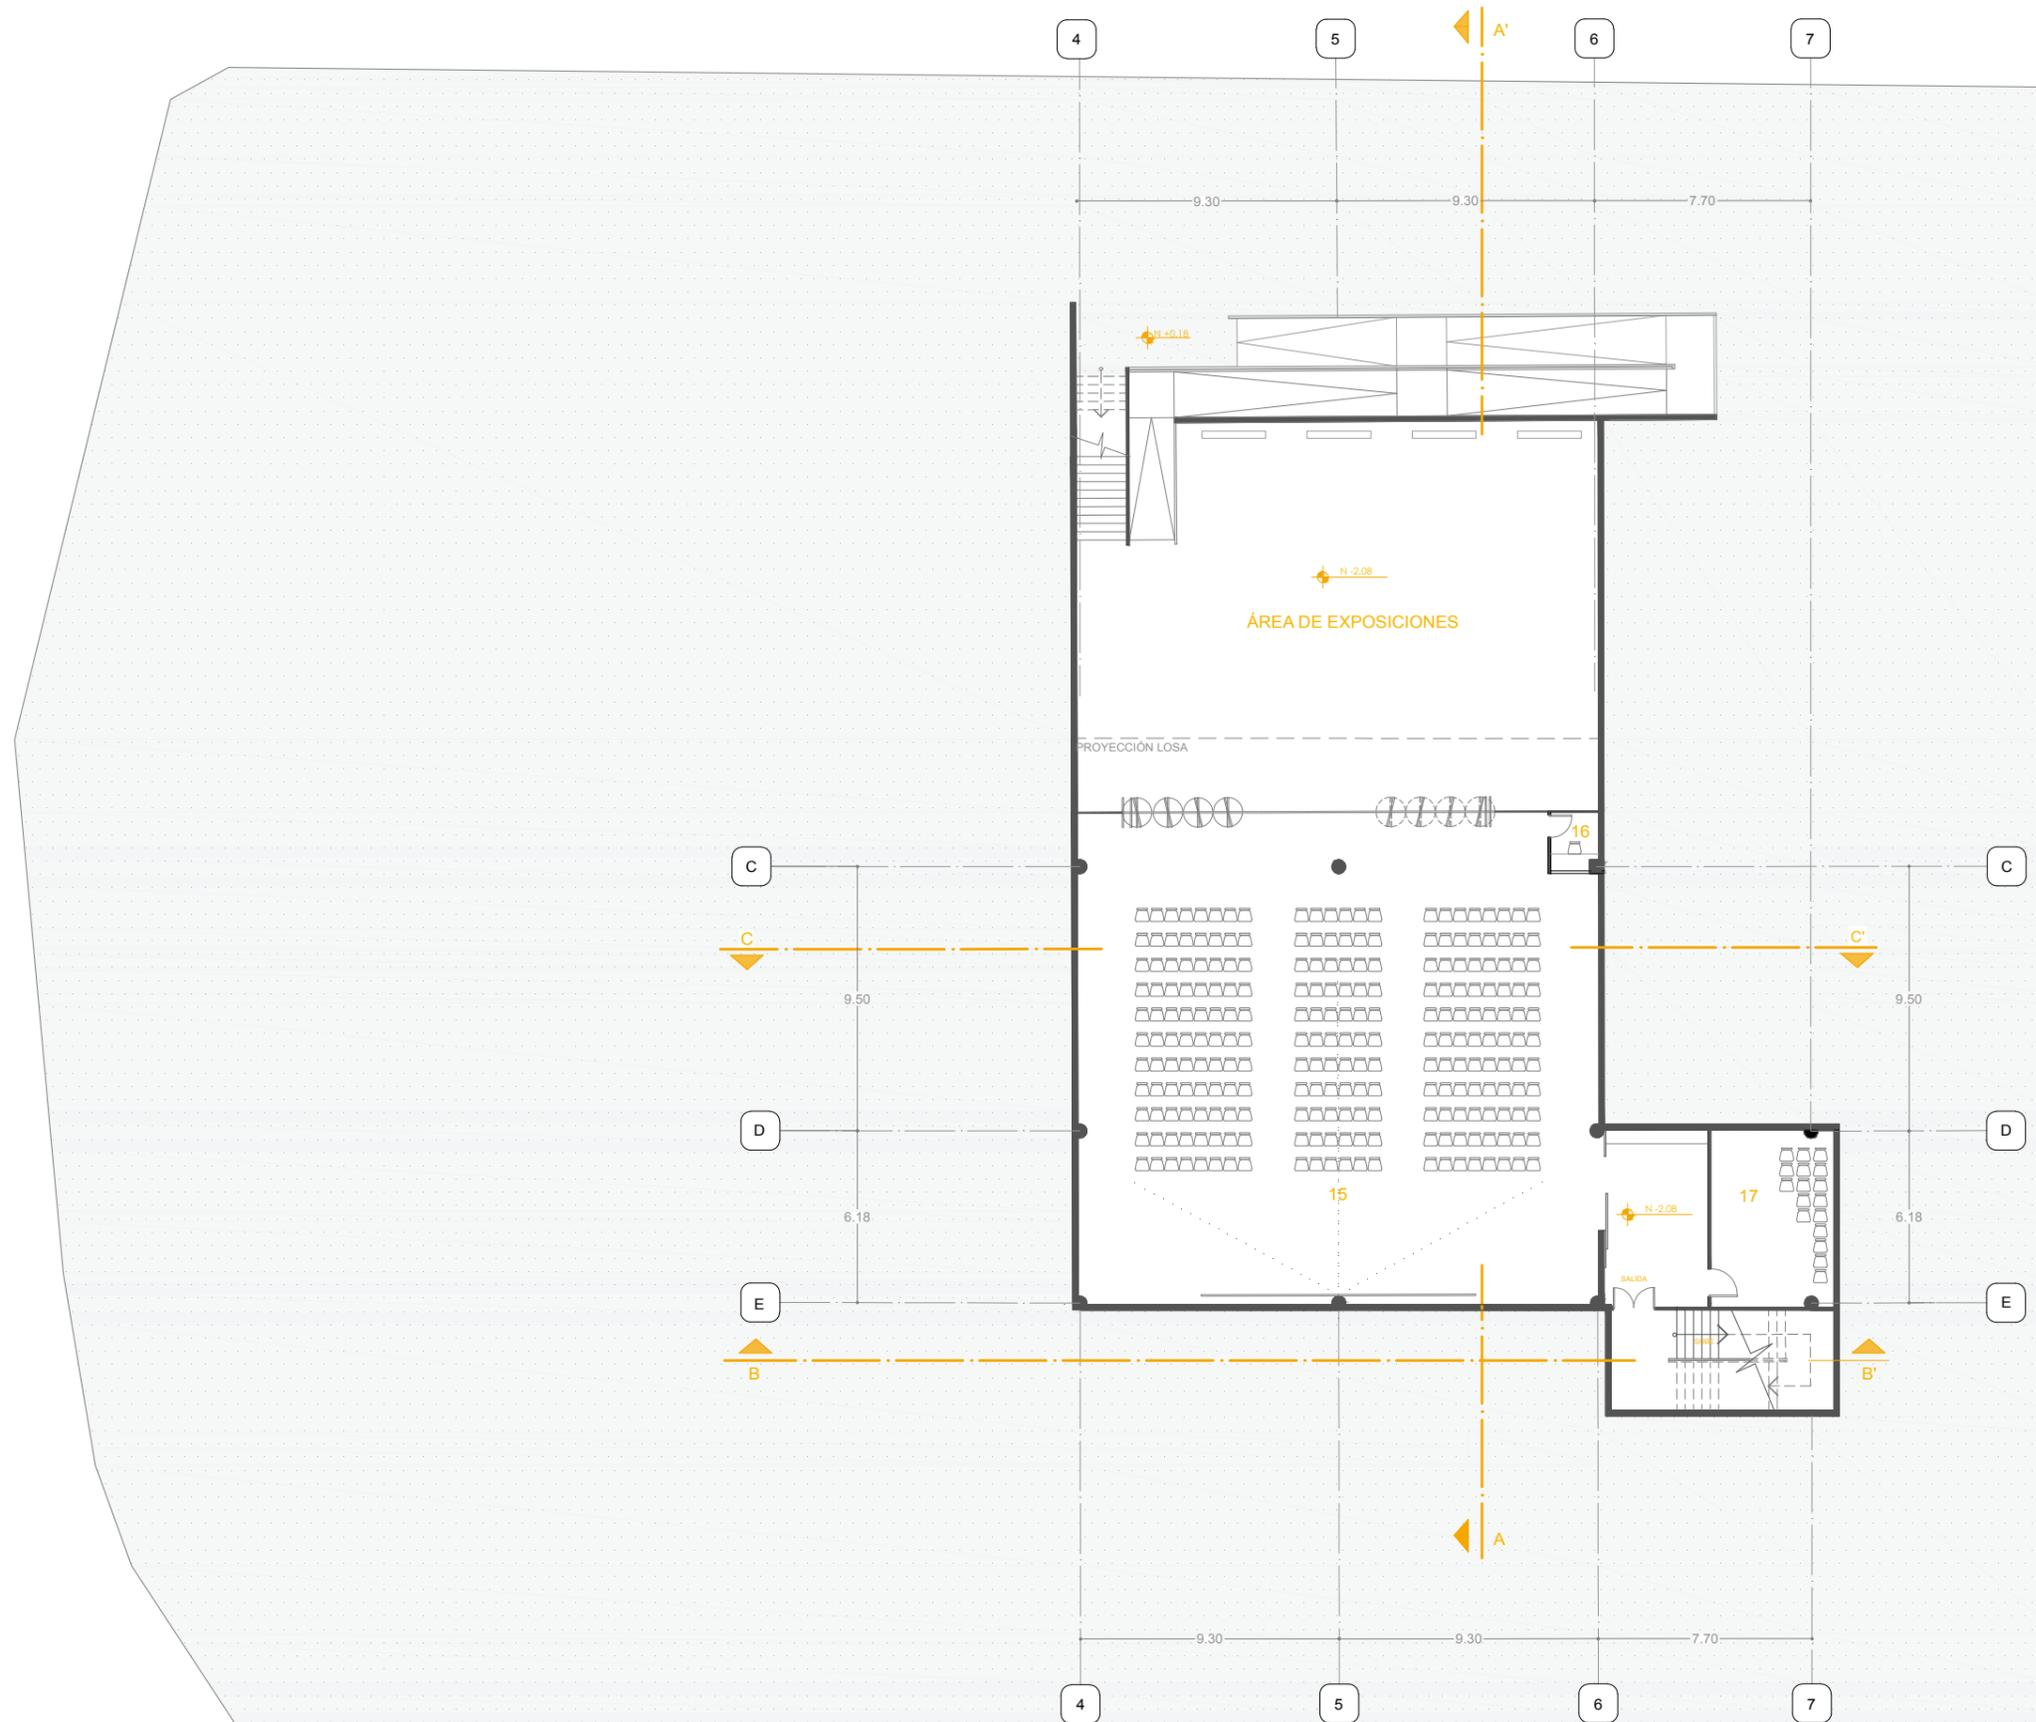 4
5
A'
6
7
9.30
9.30
7.70
N +0.18
N -2.08
ÁREA DE EXPOSICIONES
PROYECCIÓN LOSA
16
C
C
C
C'
9.50
9.50
D
D
15
17
N -2.08
6.18
6.18
SALIDA
E
E
B
B'
A
9.30
9.30
7.70
4
5
6
7